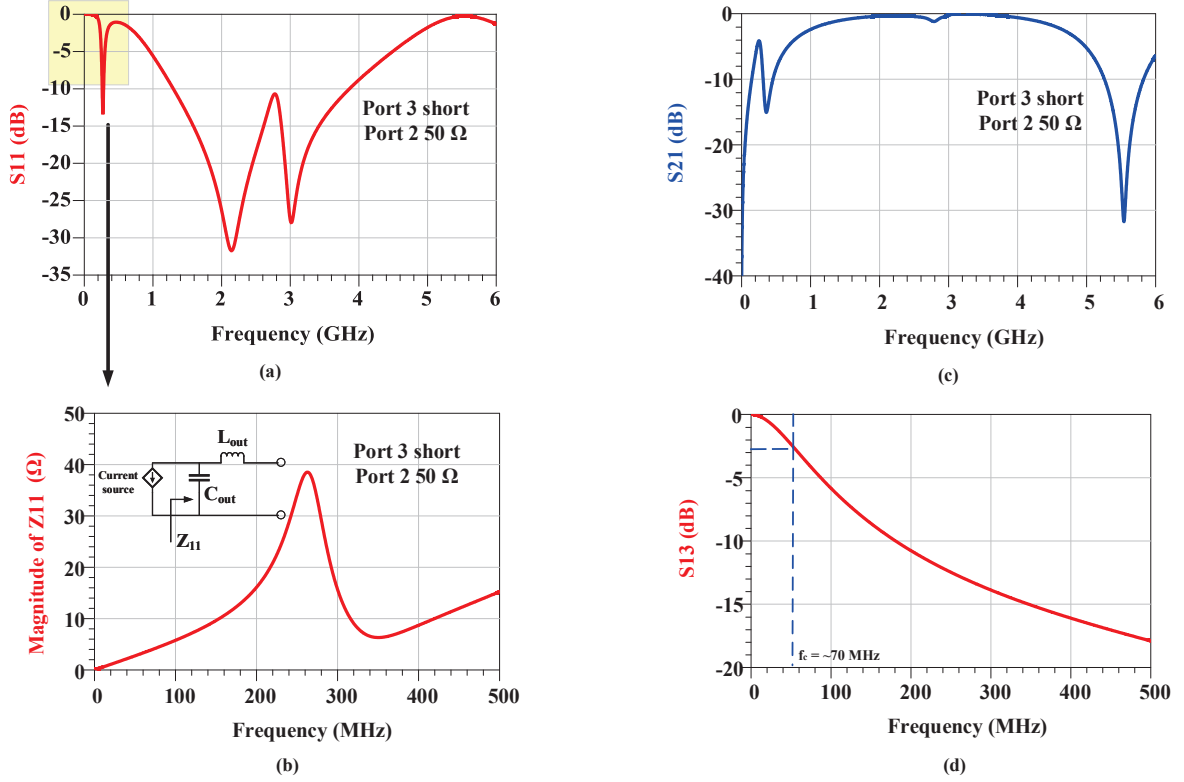 0
-5
-10
-15
-20
-25
-30
-35
S11 (dB)
Port 3 short
Port 2 50 Ω
0 1 2 3 4 5 6
Frequency (GHz)
(a)
0
-10
-20
-30
-40
S21 (dB)
Port 3 short
Port 2 50 Ω
0 1 2 3 4 5 6
Frequency (GHz)
(c)
50
40
30
20
10
0
Magnitude of Z11 (Ω)
Lout
Current
source
Cout
Z11
Port 3 short
Port 2 50 Ω
0 100 200 300 400 500
Frequency (MHz)
(b)
0
-5
-10
-15
-20
S13 (dB)
fc = ~70 MHz
0 100 200 300 400 500
Frequency (MHz)
(d)